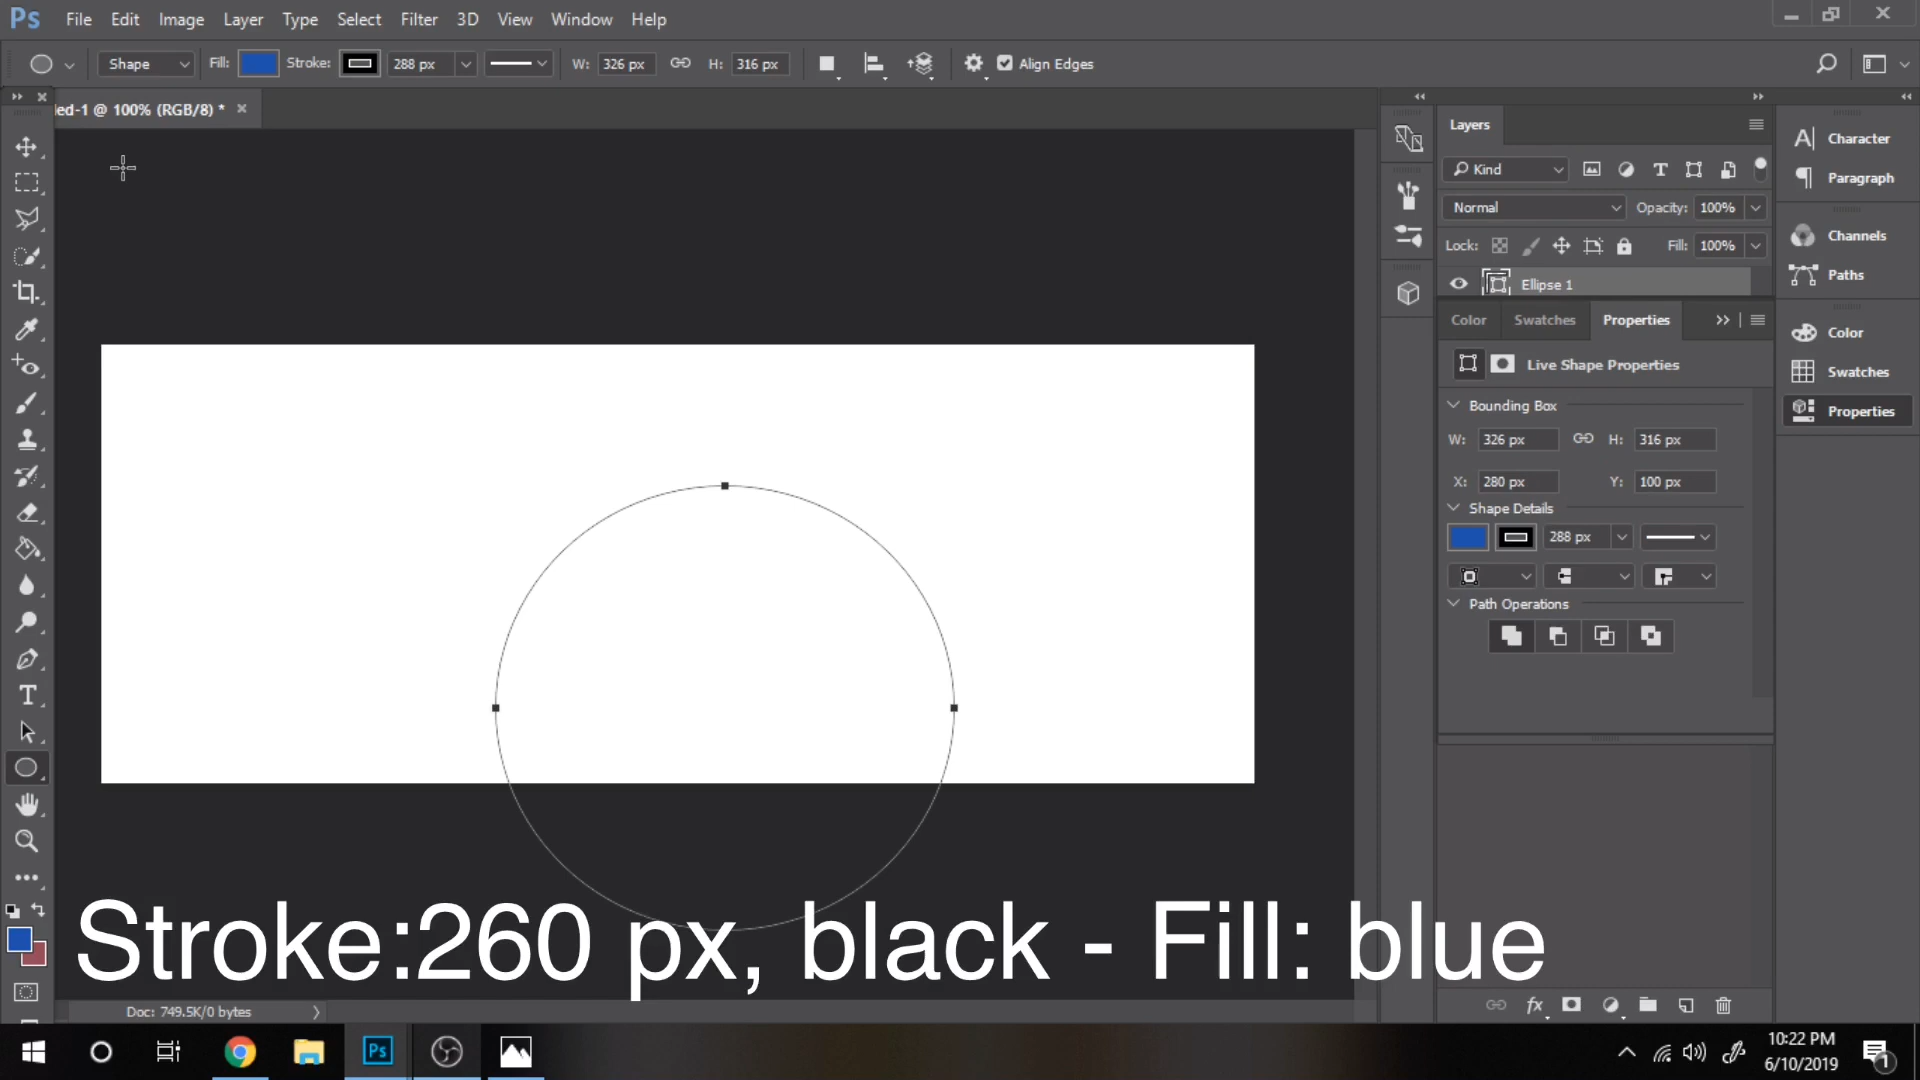 Ps File Edit Image Layer Type Select Filter 3D View Window Help
Shape Fill: Stroke: 288 px W: 326 px H: 316 px Align Edges
led-1 @ 100% (RGB/8) *
Layers
Kind
Normal Opacity: 100%
Lock: Fill: 100%
Ellipse 1
Color Swatches Properties
Live Shape Properties
Bounding Box
W: 326 px H: 316 px
X: 280 px Y: 100 px
Shape Details
288 px
Path Operations
Character
Paragraph
Channels
Paths
Color
Swatches
Properties
Stroke:260 px, black - Fill: blue
Doc: 749.5K/0 bytes
fx
Ps
10:22 PM
6/10/2019
1